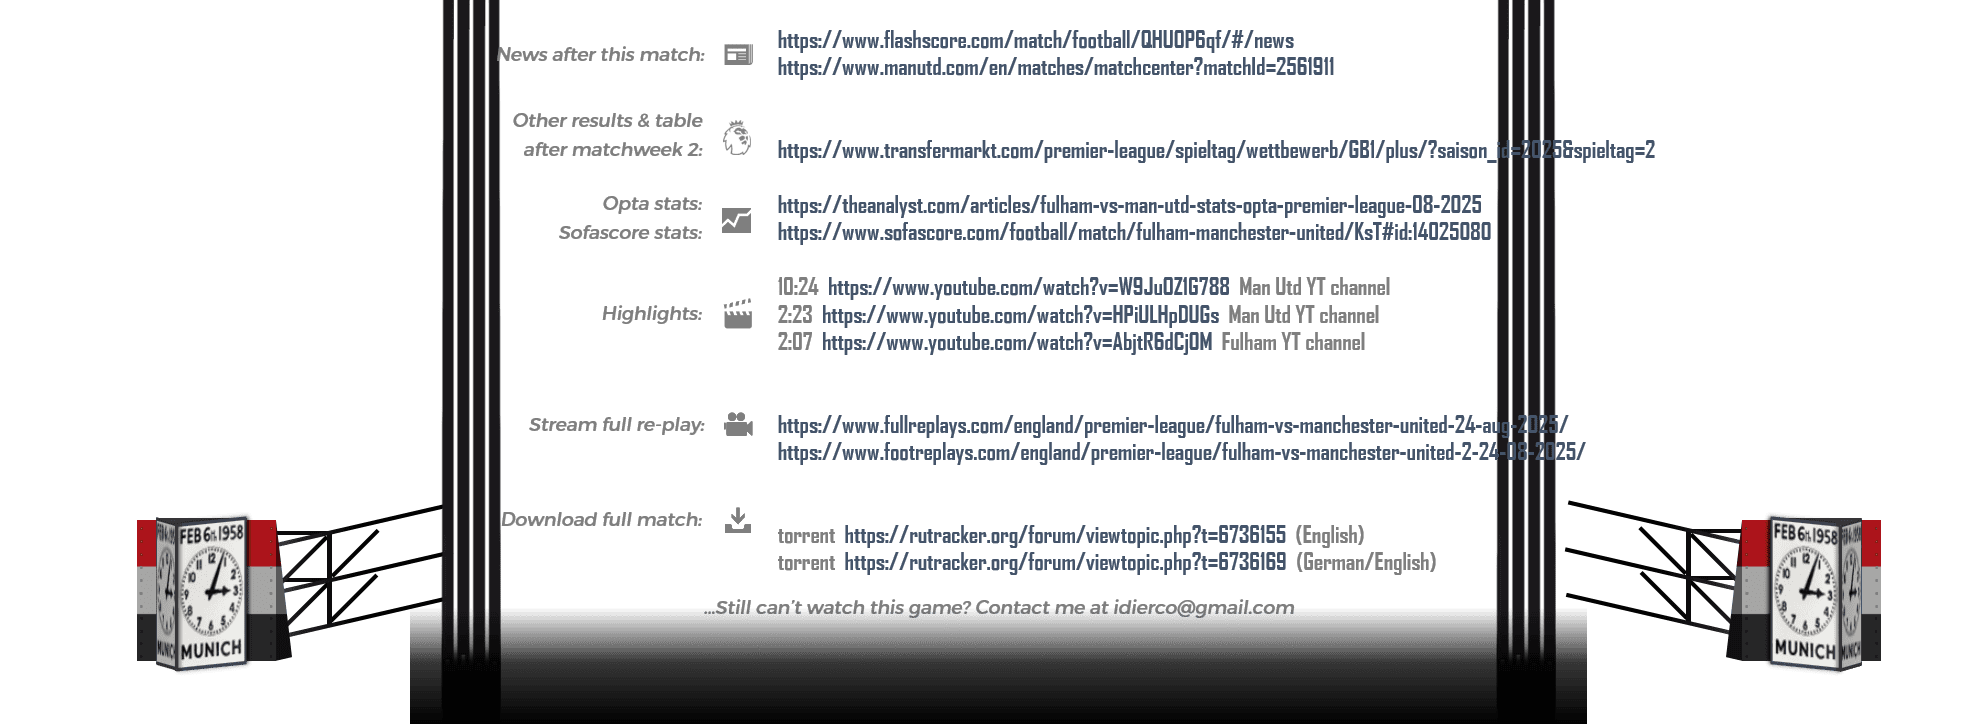 News after this match:
https://www.flashscore.com/match/football/QHUOP6qf/#/news
https://www.manutd.com/en/matches/matchcenter?matchId=2561911
Other results & table
after matchweek 2:
https://www.transfermarkt.com/premier-league/spieltag/wettbewerb/GB1/plus/?saison_id=2025&spieltag=2
Opta stats:
https://theanalyst.com/articles/fulham-vs-man-utd-stats-opta-premier-league-08-2025
Sofascore stats:
https://www.sofascore.com/football/match/fulham-manchester-united/KsT#id:14025080
Highlights:
10:24 https://www.youtube.com/watch?v=W9JuOZ1G788 Man Utd YT channel
2:23 https://www.youtube.com/watch?v=HPiULHpDUGs Man Utd YT channel
2:07 https://www.youtube.com/watch?v=AbjtR6dCjOM Fulham YT channel
Stream full re-play:
https://www.fullreplays.com/england/premier-league/fulham-vs-manchester-united-24-aug-2025/
https://www.footreplays.com/england/premier-league/fulham-vs-manchester-united-2-24-08-2025/
Download full match:
torrent https://rutracker.org/forum/viewtopic.php?t=6736155 (English)
torrent https://rutracker.org/forum/viewtopic.php?t=6736169 (German/English)
...Still can't watch this game? Contact me at idierco@gmail.com
FEB 6th 1958
MUNICH
FEB 6th 1958
MUNICH